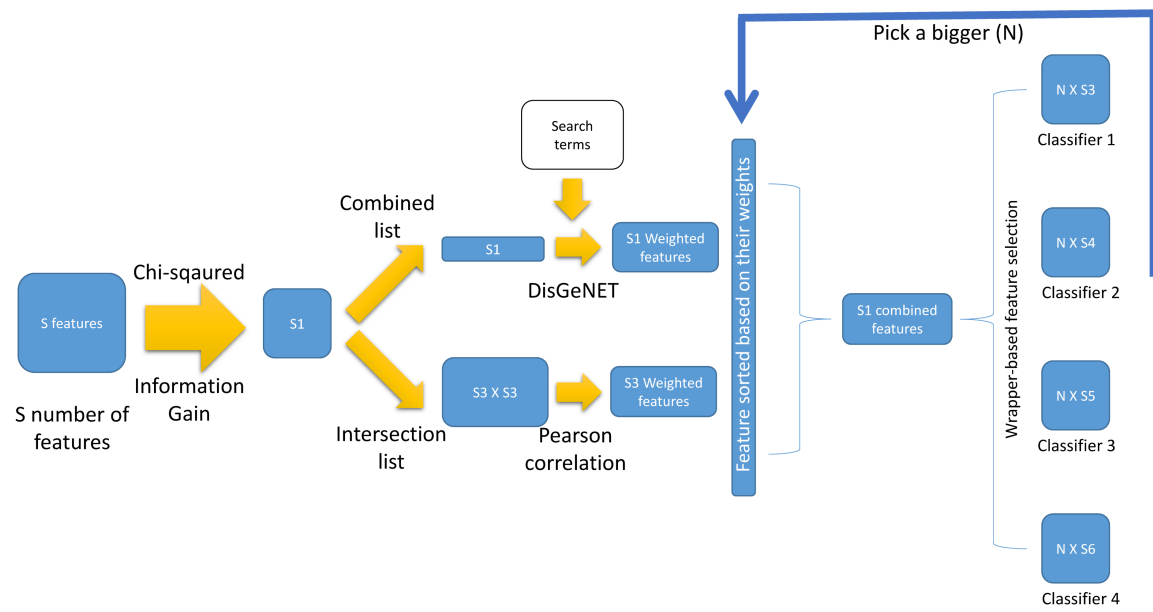 S features
S number of
features
Chi-sqaured
Information
Gain
S1
Combined
list
Intersection
list
Search
terms
S1
DisGeNET
S1 Weighted
features
S3 X S3
Pearson
correlation
S3 Weighted
features
Feature sorted based on their weights
Pick a bigger (N)
S1 combined
features
Wrapper-based feature selection
N X S3
Classifier 1
N X S4
Classifier 2
N X S5
Classifier 3
N X S6
Classifier 4